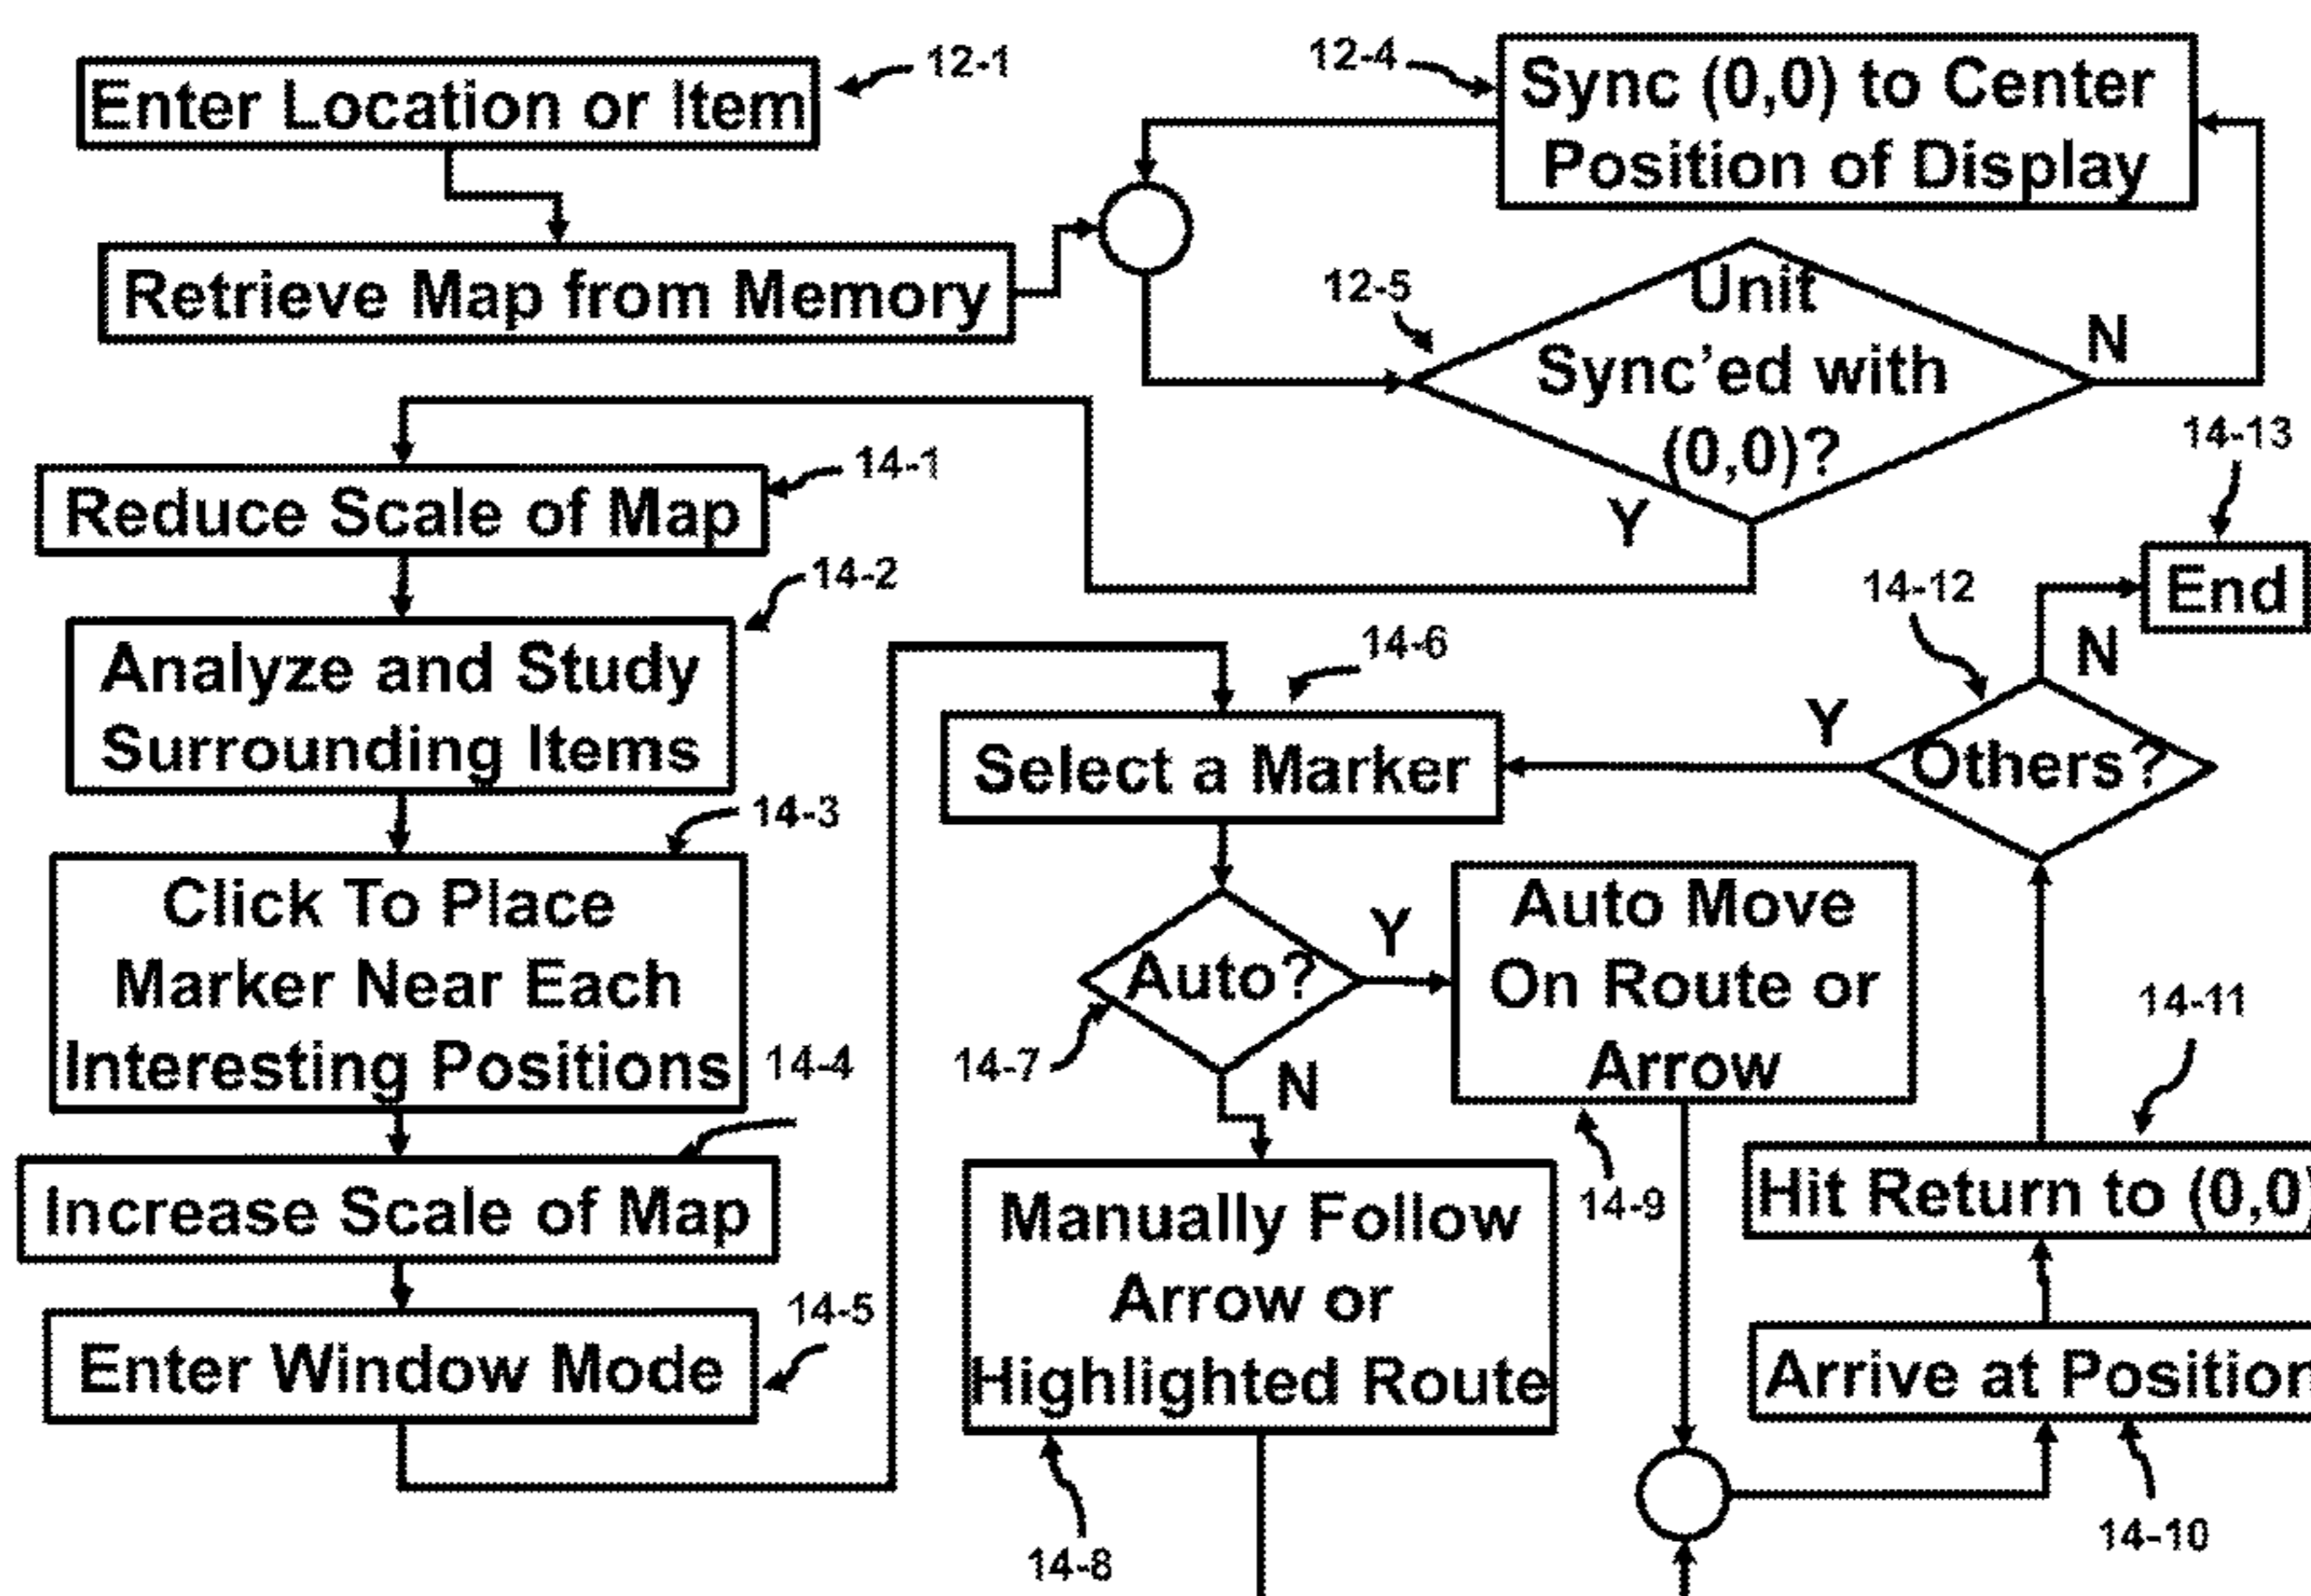 Enter Location or Item
12-1
Retrieve Map from Memory
12-4
Sync (0,0) to Center
Position of Display
12-5
Unit
Sync'ed with
(0,0)?
N
Y
Reduce Scale of Map
14-1
Analyze and Study
Surrounding Items
14-2
Click To Place
Marker Near Each
Interesting Positions
14-3
Increase Scale of Map
14-4
Enter Window Mode
14-5
Select a Marker
14-6
Auto?
14-7
Y
N
Manually Follow
Arrow or
Highlighted Route
14-8
Auto Move
On Route or
Arrow
14-9
Arrive at Position
14-10
Hit Return to (0,0)
14-11
Others?
14-12
Y
N
End
14-13